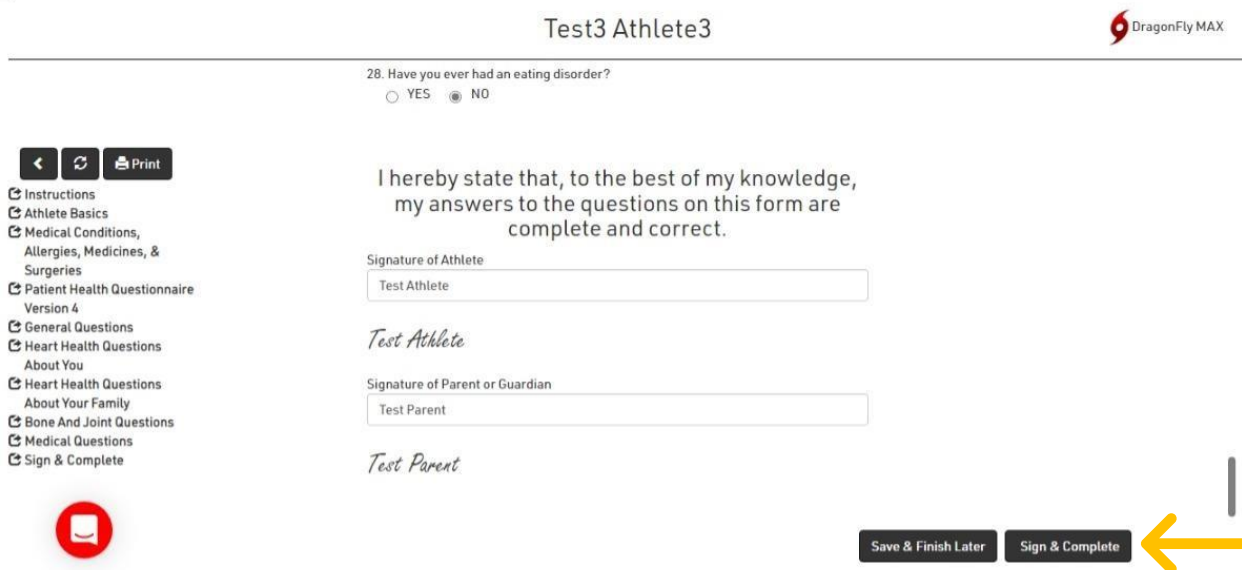 Test3 Athlete3
DragonFly MAX
28. Have you ever had an eating disorder?
YES NO
Print
Instructions
Athlete Basics
Medical Conditions,
Allergies, Medicines, &
Surgeries
Patient Health Questionnaire
Version 4
General Questions
Heart Health Questions
About You
Heart Health Questions
About Your Family
Bone And Joint Questions
Medical Questions
Sign & Complete
I hereby state that, to the best of my knowledge,
my answers to the questions on this form are
complete and correct.
Signature of Athlete
Test Athlete
Test Athlete
Signature of Parent or Guardian
Test Parent
Test Parent
Save & Finish Later
Sign & Complete